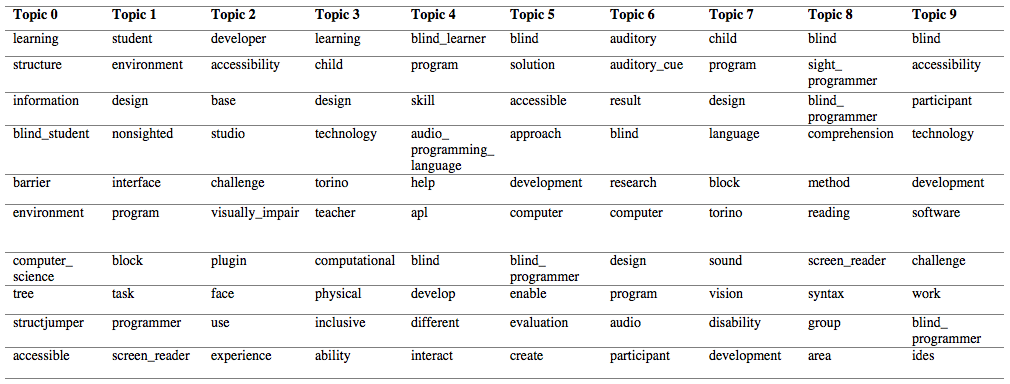 Topic 0 Topic 1 Topic 2 Topic 3 Topic 4 Topic 5 Topic 6 Topic 7 Topic 8 Topic 9
learning student developer learning blind_learner blind auditory child blind blind
structure environment accessibility child program solution auditory_cue program sight_ accessibility
programmer
information design base design skill accessible result design blind_ participant
programmer
blind_student nonsighted studio technology audio_ approach blind language comprehension technology
programming_
language
barrier interface challenge torino help development research block method development
environment program visually_impair teacher apl computer computer torino reading software
computer_ block plugin computational blind blind_ design sound screen_reader challenge
science programmer
tree task face physical develop enable program vision syntax work
structjumper programmer use inclusive different evaluation audio disability group blind_
programmer
accessible screen_reader experience ability interact create participant development area ides